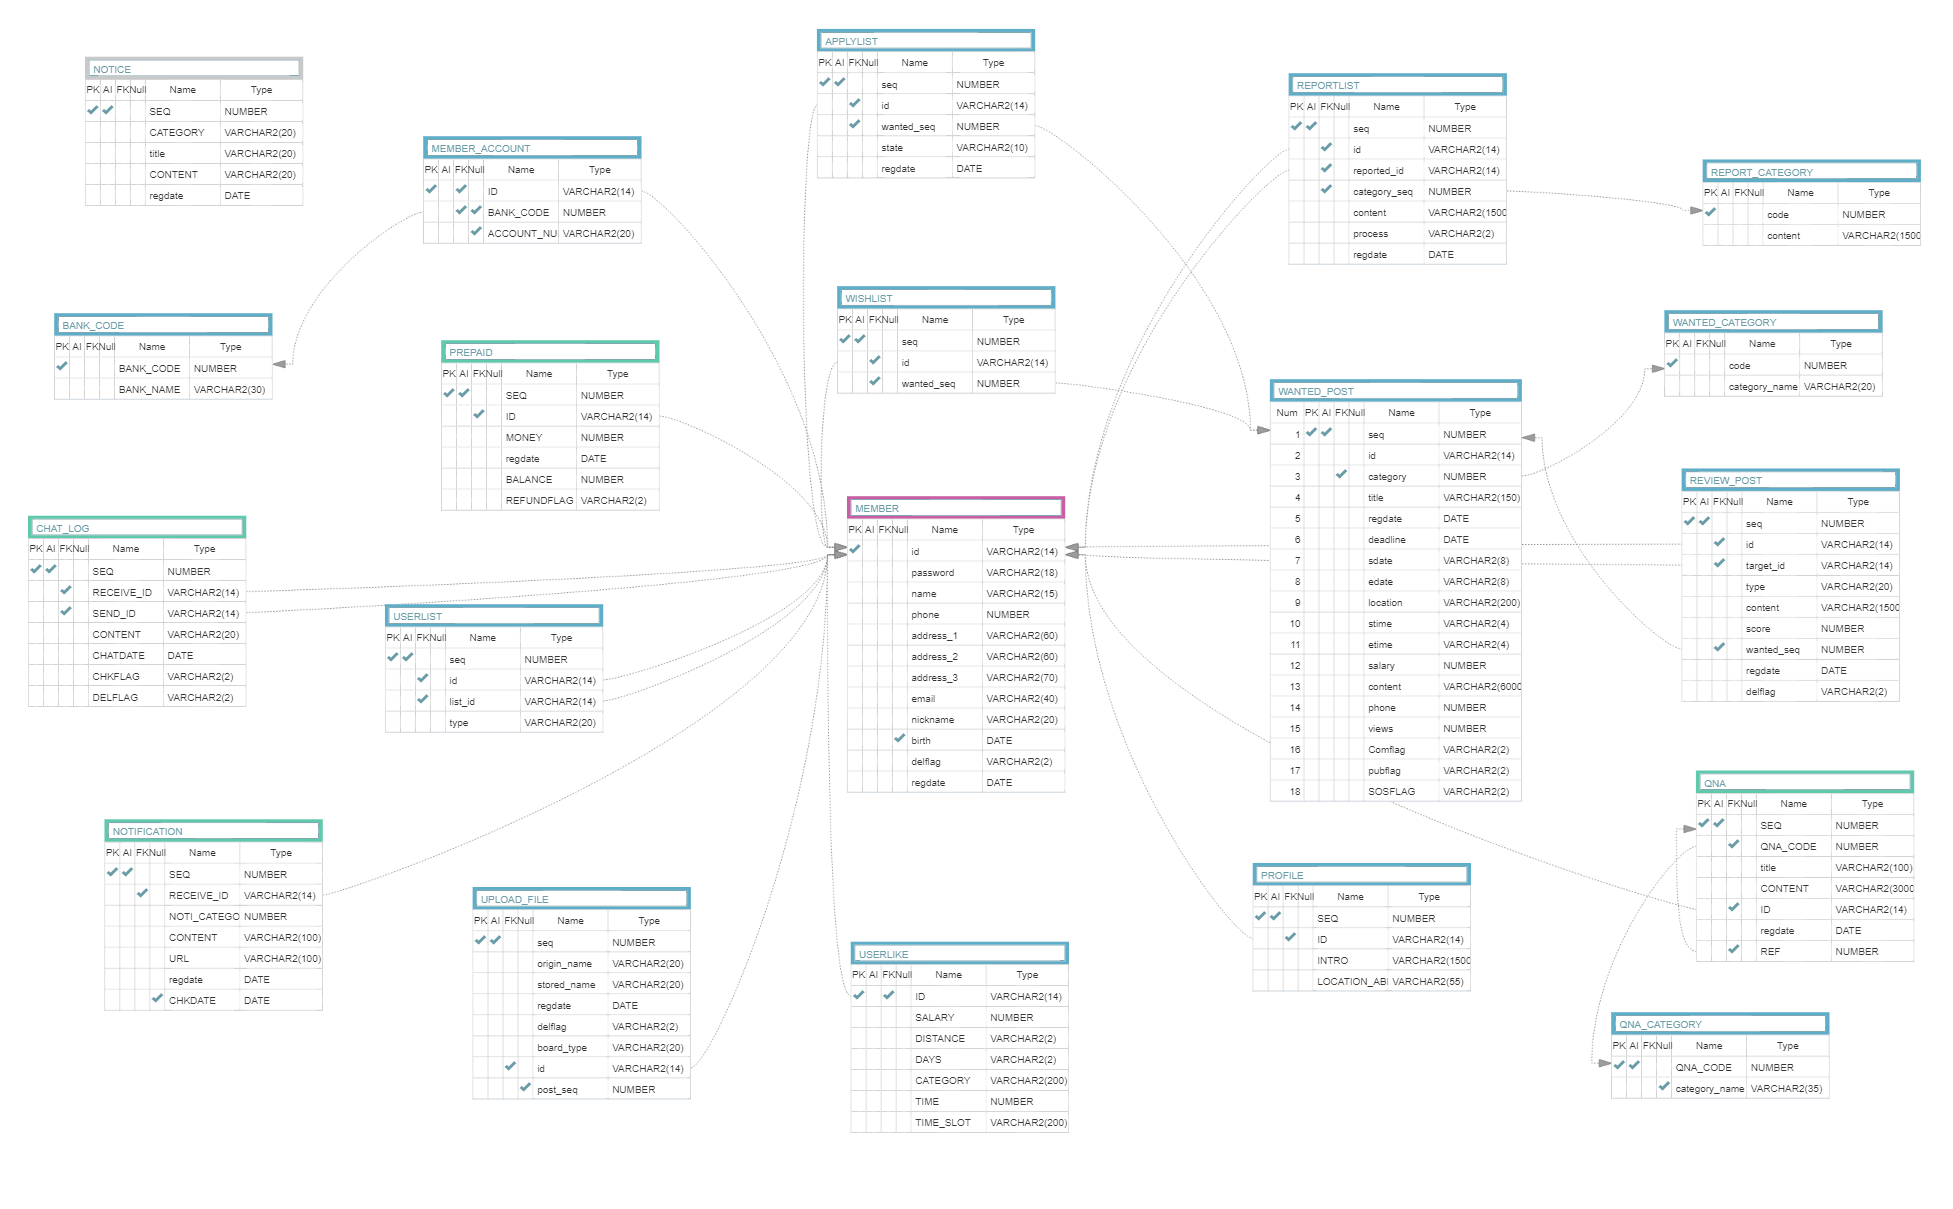 NOTICE
PK AI FK Null Name Type
SEQ NUMBER
CATEGORY VARCHAR2(20)
title VARCHAR2(20)
CONTENT VARCHAR2(20)
regdate DATE
MEMBER_ACCOUNT
PK AI FK Null Name Type
ID VARCHAR2(14)
BANK_CODE NUMBER
ACCOUNT_NU VARCHAR2(20)
BANK_CODE
PK AI FK Null Name Type
BANK_CODE NUMBER
BANK_NAME VARCHAR2(30)
PREPAID
PK AI FK Null Name Type
SEQ NUMBER
ID VARCHAR2(14)
MONEY NUMBER
regdate DATE
BALANCE NUMBER
REFUNDFLAG VARCHAR2(2)
CHAT_LOG
PK AI FK Null Name Type
SEQ NUMBER
RECEIVE_ID VARCHAR2(14)
SEND_ID VARCHAR2(14)
CONTENT VARCHAR2(20)
CHATDATE DATE
CHKFLAG VARCHAR2(2)
DELFLAG VARCHAR2(2)
USERLIST
PK AI FK Null Name Type
seq NUMBER
id VARCHAR2(14)
list_id VARCHAR2(14)
type VARCHAR2(20)
NOTIFICATION
PK AI FK Null Name Type
SEQ NUMBER
RECEIVE_ID VARCHAR2(14)
NOTI_CATEGO NUMBER
CONTENT VARCHAR2(100)
URL VARCHAR2(100)
regdate DATE
CHKDATE DATE
UPLOAD_FILE
PK AI FK Null Name Type
seq NUMBER
origin_name VARCHAR2(20)
stored_name VARCHAR2(20)
regdate DATE
delflag VARCHAR2(2)
board_type VARCHAR2(20)
id VARCHAR2(14)
post_seq NUMBER
APPLYLIST
PK AI FK Null Name Type
seq NUMBER
id VARCHAR2(14)
wanted_seq NUMBER
state VARCHAR2(10)
regdate DATE
WISHLIST
PK AI FK Null Name Type
seq NUMBER
id VARCHAR2(14)
wanted_seq NUMBER
MEMBER
PK AI FK Null Name Type
id VARCHAR2(14)
password VARCHAR2(18)
name VARCHAR2(15)
phone NUMBER
address_1 VARCHAR2(60)
address_2 VARCHAR2(60)
address_3 VARCHAR2(70)
email VARCHAR2(40)
nickname VARCHAR2(20)
birth DATE
delflag VARCHAR2(2)
regdate DATE
USERLIKE
PK AI FK Null Name Type
ID VARCHAR2(14)
SALARY NUMBER
DISTANCE VARCHAR2(2)
DAYS VARCHAR2(2)
CATEGORY VARCHAR2(200)
TIME NUMBER
TIME_SLOT VARCHAR2(200)
REPORTLIST
PK AI FK Null Name Type
seq NUMBER
id VARCHAR2(14)
reported_id VARCHAR2(14)
category_seq NUMBER
content VARCHAR2(1500
process VARCHAR2(2)
regdate DATE
REPORT_CATEGORY
PK AI FK Null Name Type
code NUMBER
content VARCHAR2(1500
WANTED_CATEGORY
PK AI FK Null Name Type
code NUMBER
category_name VARCHAR2(20)
WANTED_POST
Num PK AI FK Null Name Type
1 seq NUMBER
2 id VARCHAR2(14)
3 category NUMBER
4 title VARCHAR2(150)
5 regdate DATE
6 deadline DATE
7 sdate VARCHAR2(8)
8 edate VARCHAR2(8)
9 location VARCHAR2(200)
10 stime VARCHAR2(4)
11 etime VARCHAR2(4)
12 salary NUMBER
13 content VARCHAR2(6000
14 phone NUMBER
15 views NUMBER
16 Comflag VARCHAR2(2)
17 pubflag VARCHAR2(2)
18 SOSFLAG VARCHAR2(2)
REVIEW_POST
PK AI FK Null Name Type
seq NUMBER
id VARCHAR2(14)
target_id VARCHAR2(14)
type VARCHAR2(20)
content VARCHAR2(1500
score NUMBER
wanted_seq NUMBER
regdate DATE
delflag VARCHAR2(2)
PROFILE
PK AI FK Null Name Type
SEQ NUMBER
ID VARCHAR2(14)
INTRO VARCHAR2(1500
LOCATION_AB VARCHAR2(55)
QNA
PK AI FK Null Name Type
SEQ NUMBER
QNA_CODE NUMBER
title VARCHAR2(100)
CONTENT VARCHAR2(3000
ID VARCHAR2(14)
regdate DATE
REF NUMBER
QNA_CATEGORY
PK AI FK Null Name Type
QNA_CODE NUMBER
category_name VARCHAR2(35)